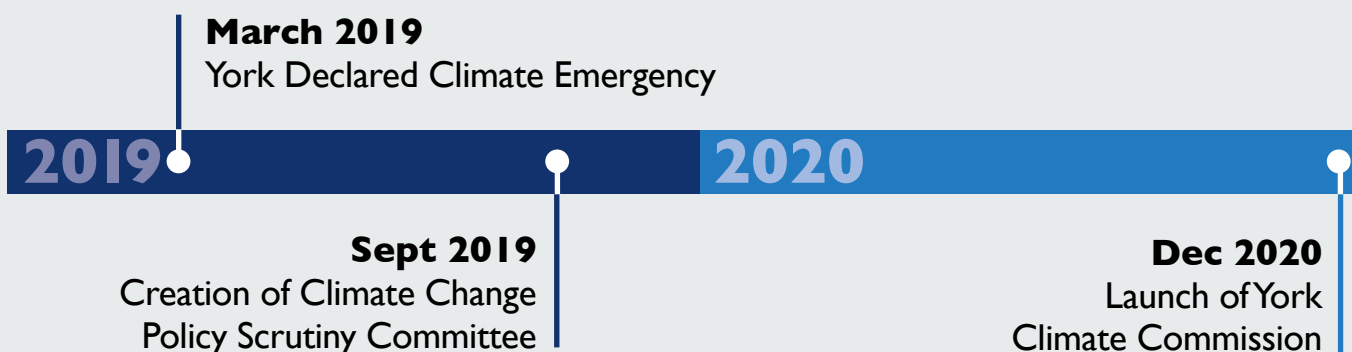 March 2019
York Declared Climate Emergency
2019
2020
Sept 2019
Creation of Climate Change
Policy Scrutiny Committee
Dec 2020
Launch of York
Climate Commission